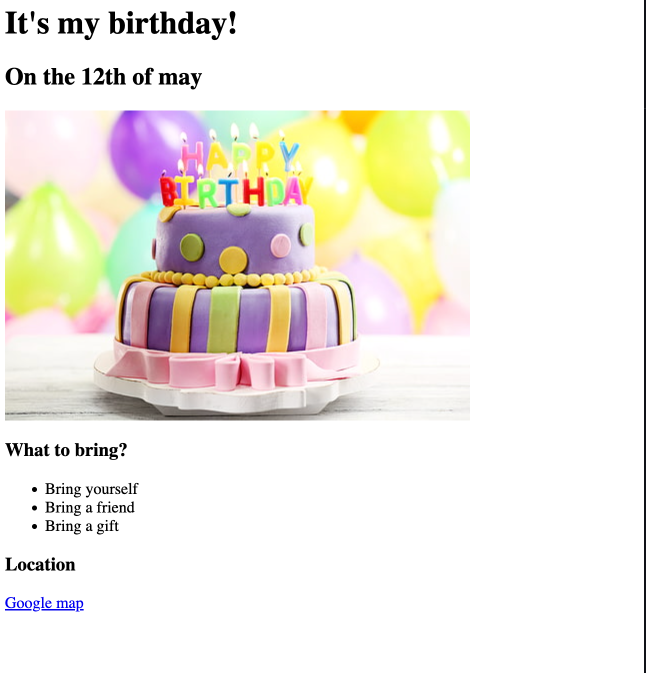 It's my birthday!
On the 12th of may
HAPPY
BIRTHDAY
What to bring?
Bring yourself
Bring a friend
Bring a gift
Location
Google map